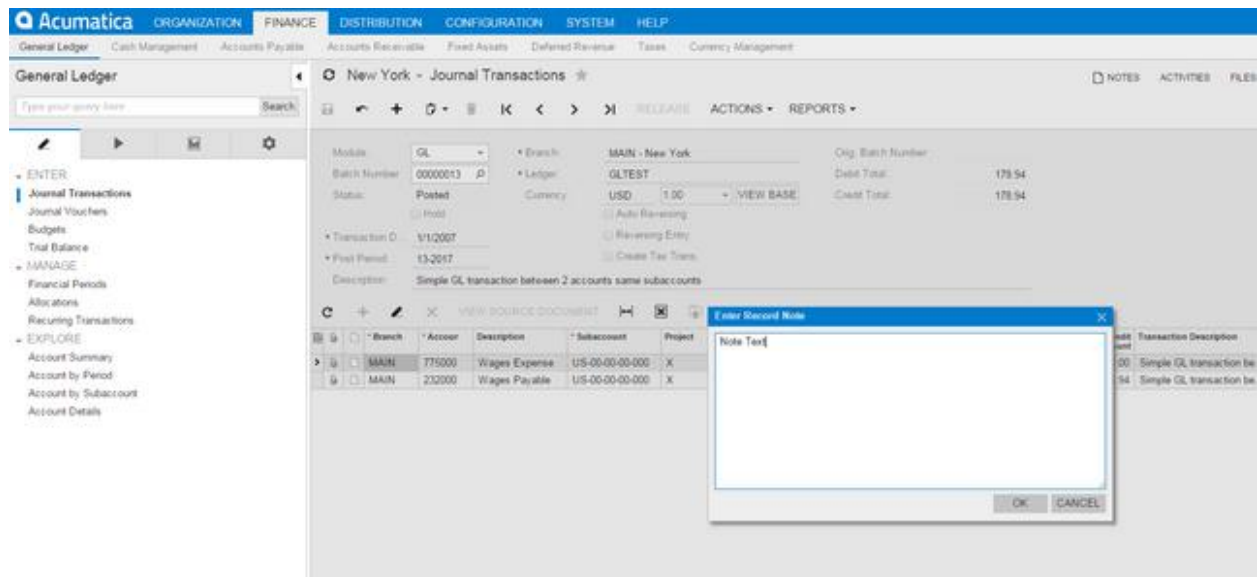 Acumatica ORGANIZATION FINANCE DISTRIBUTION CONFIGURATION SYSTEM HELP
General Ledger Cash Management Accounts Payable Accounts Receivable Fixed Assets Deferred Revenue Taxes Currency Management
General Ledger
New York - Journal Transactions
NOTES ACTIVITIES FILES
Type your query here Search
RELEASE ACTIONS REPORTS
Module: GL * Branch: MAIN - New York Orig. Batch Number:
Batch Number: 00000013 * Ledger: GLTEST Debit Total: 178.94
Status: Posted Currency: USD 1.00 VIEW BASE Credit Total: 178.94
Hold Auto Reversing
* Transaction D... 1/1/2007 Reversing Entry
* Post Period: 13-2017 Create Tax Trans.
Description: Simple GL transaction between 2 accounts same subaccounts
ENTER
Journal Transactions
Journal Vouchers
Budgets
Trial Balance
MANAGE
Financial Periods
Allocations
Recurring Transactions
EXPLORE
Account Summary
Account by Period
Account by Subaccount
Account Details
VIEW SOURCE DOCUMENT
* Branch * Accour Description * Subaccount Project Transaction Description
MAIN 775000 Wages Expense US-00-00-00-000 X :00 Simple GL transaction be
MAIN 232000 Wages Payable US-00-00-00-000 X :94 Simple GL transaction be
Enter Record Note
Note Text
OK CANCEL